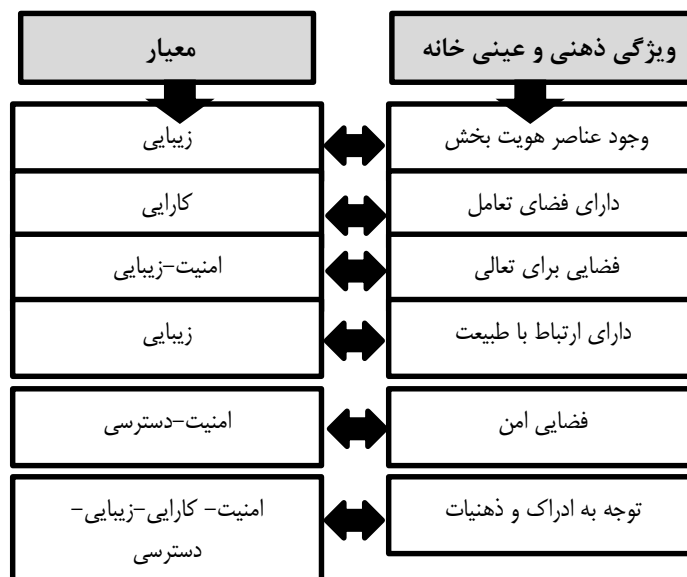 ویژگی ذهنی و عینی خانه
معیار
وجود عناصر هویت بخش
زیبایی
دارای فضای تعامل
کارایی
فضایی برای تعالی
امنیت-زیبایی
دارای ارتباط با طبیعت
زیبایی
فضایی امن
امنیت-دسترسی
توجه به ادراک و ذهنیات
امنیت- کارایی-زیبایی-
دسترسی